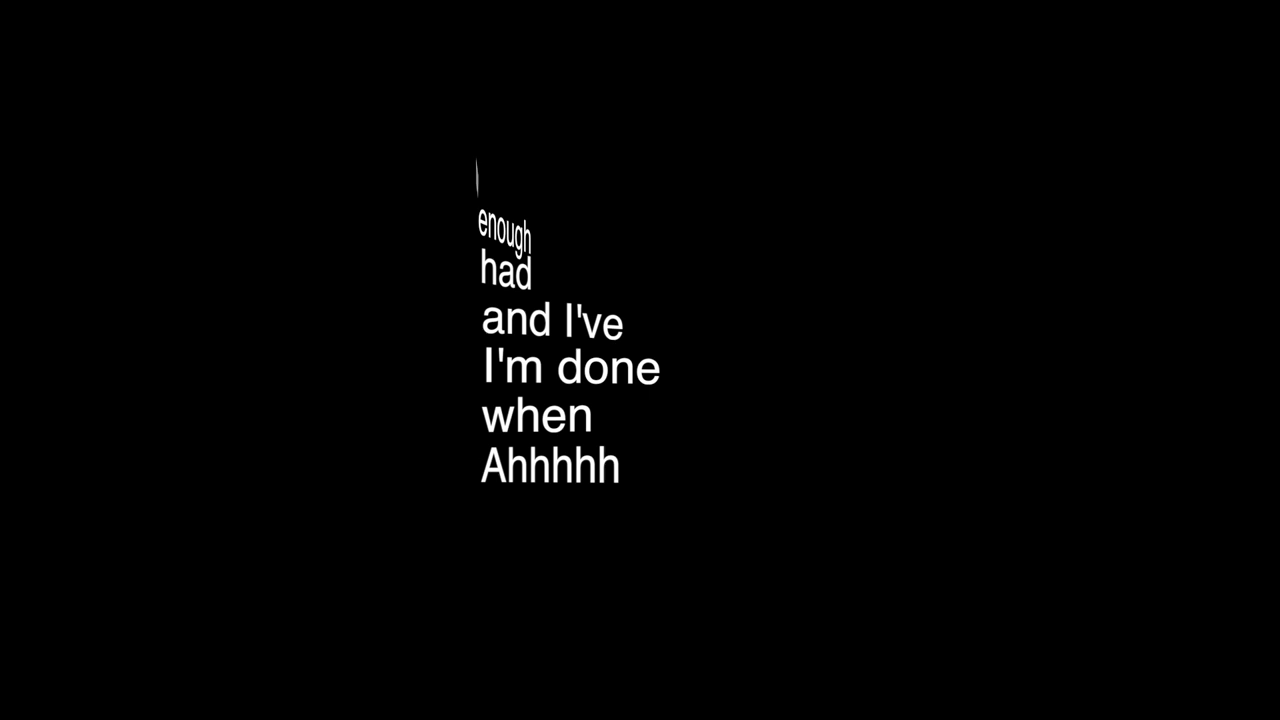 enough
had
and I've
I'm done
when
Ahhhhh